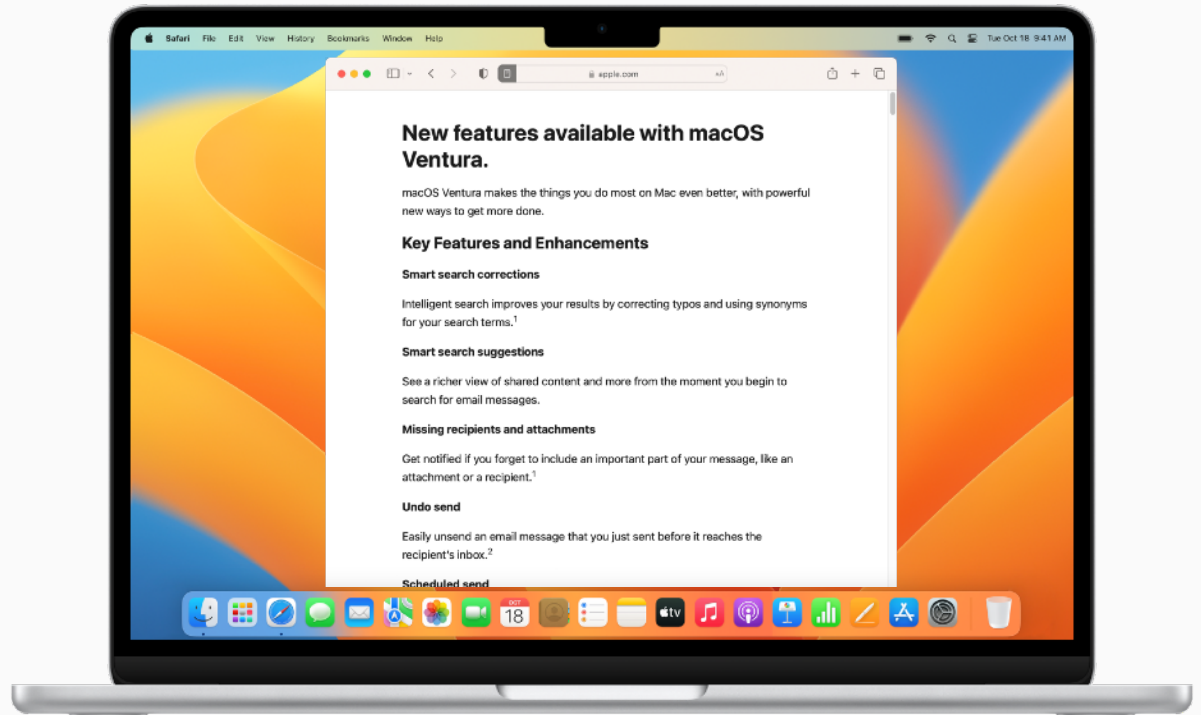 Safari File Edit View History Bookmarks Window Help
Tue Oct 18 9:41 AM
apple.com
AA
New features available with macOS
Ventura.
macOS Ventura makes the things you do most on Mac even better, with powerful
new ways to get more done.
Key Features and Enhancements
Smart search corrections
Intelligent search improves your results by correcting typos and using synonyms
for your search terms.1
Smart search suggestions
See a richer view of shared content and more from the moment you begin to
search for email messages.
Missing recipients and attachments
Get notified if you forget to include an important part of your message, like an
attachment or a recipient.1
Undo send
Easily unsend an email message that you just sent before it reaches the
recipient's inbox.2
Scheduled send
OCT
18
tv